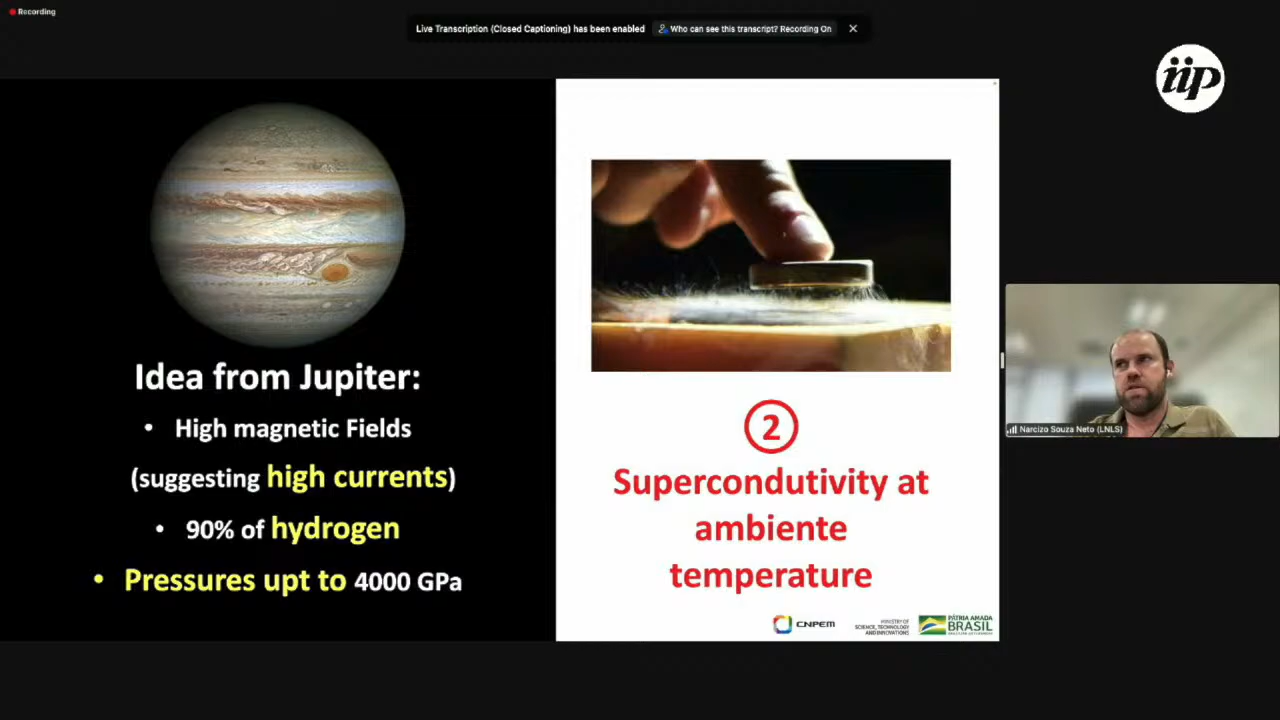 Recording
Live Transcription (Closed Captioning) has been enabled
Who can see this transcript? Recording On
iip
Idea from Jupiter:
• High magnetic Fields
(suggesting high currents)
• 90% of hydrogen
• Pressures upt to 4000 GPa
2
Supercondutivity at
ambiente
temperature
Narcizo Souza Neto (LNLS)
CNPEM
MINISTRY OF
SCIENCE, TECHNOLOGY
AND INNOVATIONS
PÁTRIA AMADA
BRASIL